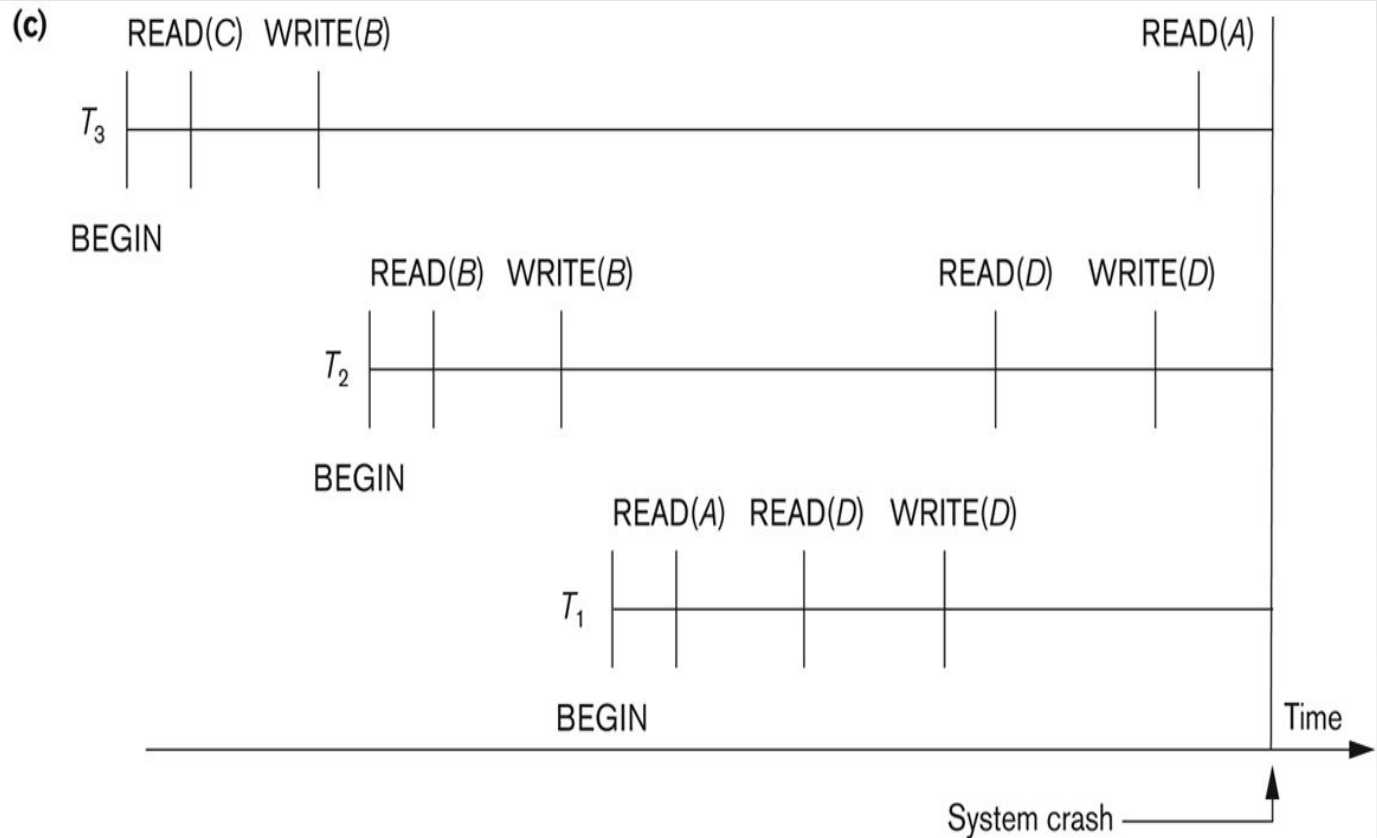 (c)
READ(C) WRITE(B) READ(A)
T3
BEGIN
READ(B) WRITE(B) READ(D) WRITE(D)
T2
BEGIN
READ(A) READ(D) WRITE(D)
T1
BEGIN
Time
System crash